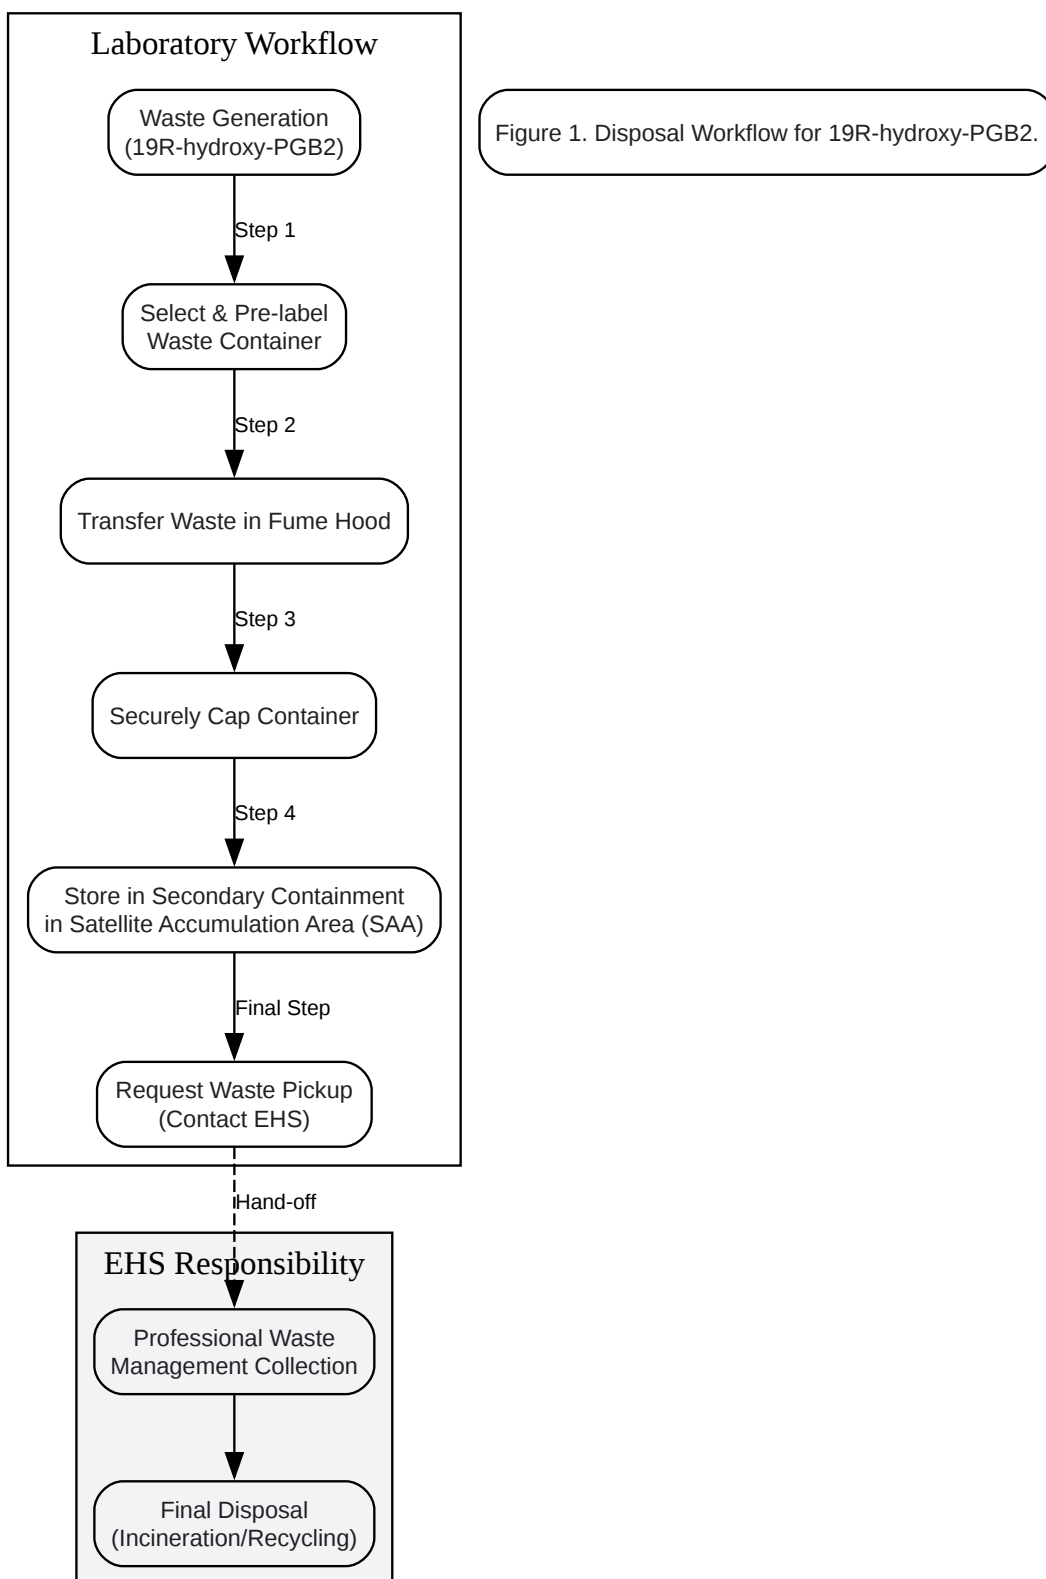 Laboratory Workflow
Waste Generation
(19R-hydroxy-PGB2)
Figure 1. Disposal Workflow for 19R-hydroxy-PGB2.
Step 1
Select & Pre-label
Waste Container
Step 2
Transfer Waste in Fume Hood
Step 3
Securely Cap Container
Step 4
Store in Secondary Containment
in Satellite Accumulation Area (SAA)
Final Step
Request Waste Pickup
(Contact EHS)
Hand-off
EHS Responsibility
Professional Waste
Management Collection
Final Disposal
(Incineration/Recycling)